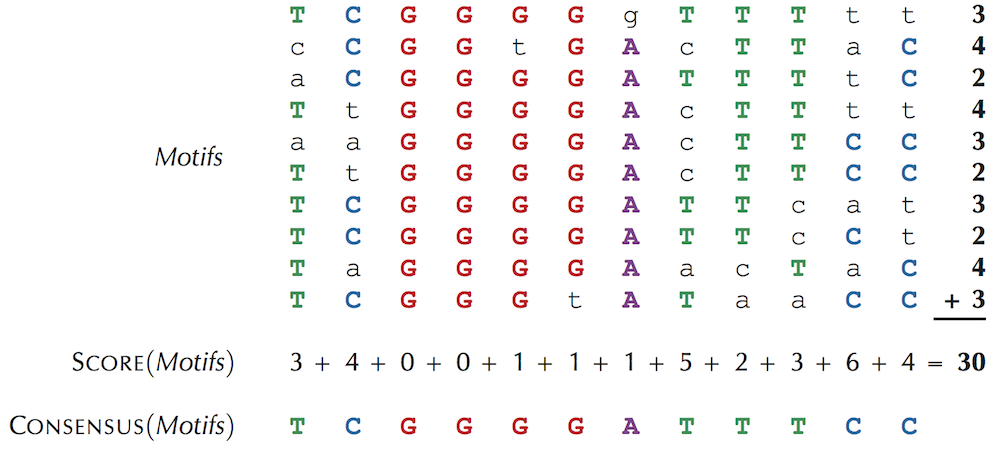 T C G G G G g T T T t t 3
c C G G t G A c T T a C 4
a C G G G G A T T T t C 2
T t G G G G A c T T t t 4
Motifs a a G G G G A c T T C C 3
T t G G G G A c T T C C 2
T C G G G G A T T c a t 3
T C G G G G A T T c C t 2
T a G G G G A a c T a C 4
T C G G G t A T a a C C + 3
SCORE(Motifs) 3 + 4 + 0 + 0 + 1 + 1 + 1 + 5 + 2 + 3 + 6 + 4 = 30
CONSENSUS(Motifs) T C G G G G A T T T C C